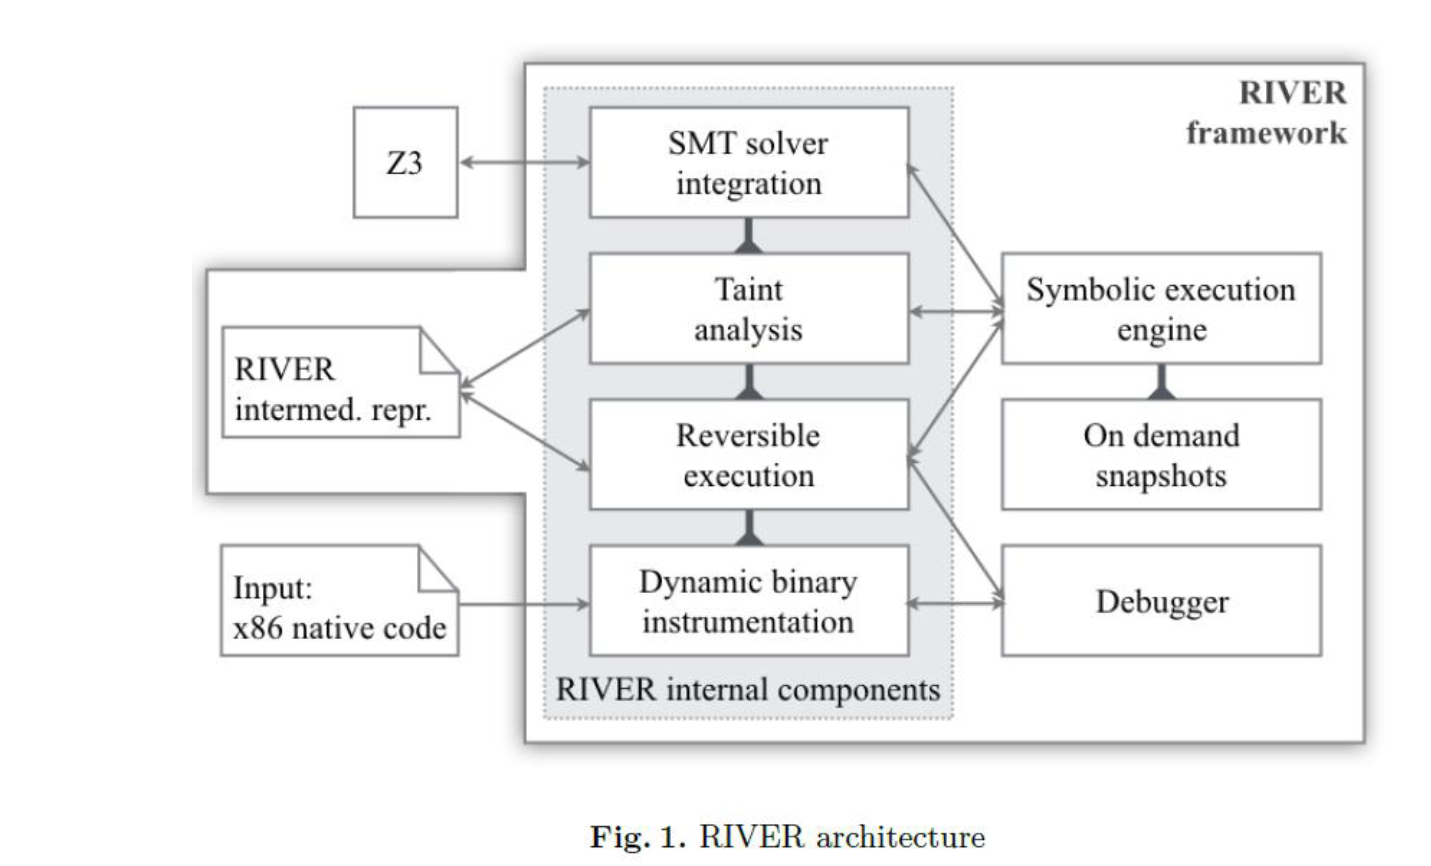 RIVER
framework
Z3
SMT solver
integration
Taint
analysis
Symbolic execution
engine
RIVER
intermed. repr.
Reversible
execution
On demand
snapshots
Input:
x86 native code
Dynamic binary
instrumentation
Debugger
RIVER internal components
Fig. 1. RIVER architecture